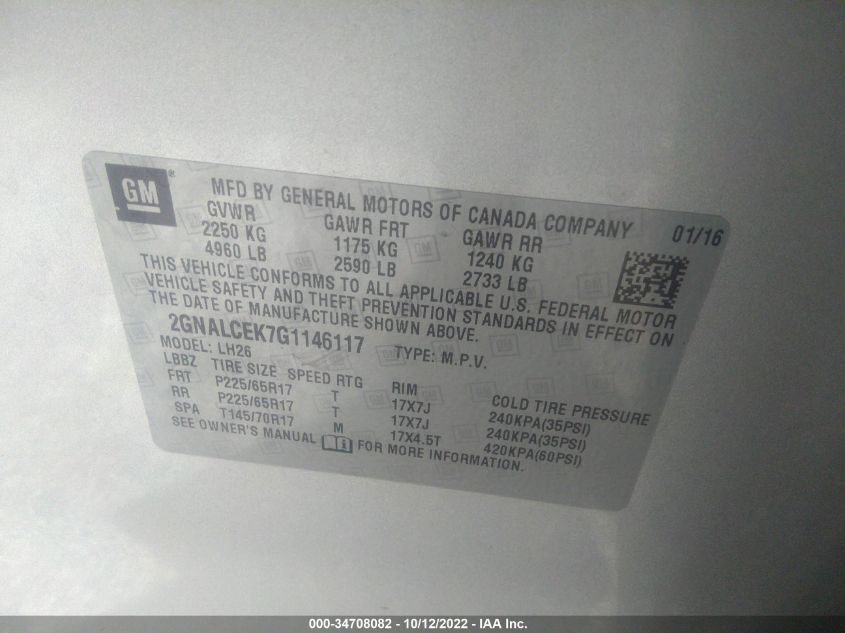 GM ®
MFD BY GENERAL MOTORS OF CANADA COMPANY 01/16
GVWR GAWR FRT GAWR RR
2250 KG 1175 KG 1240 KG
4960 LB 2590 LB 2733 LB
THIS VEHICLE CONFORMS TO ALL APPLICABLE U.S. FEDERAL MOTOR
VEHICLE SAFETY AND THEFT PREVENTION STANDARDS IN EFFECT ON
THE DATE OF MANUFACTURE SHOWN ABOVE.
2GNALCEK7G1146117 TYPE: M.P.V.
MODEL: LH26
LBBZ TIRE SIZE SPEED RTG RIM COLD TIRE PRESSURE
FRT P225/65R17 T 17X7J 240KPA(35PSI)
RR P225/65R17 T 17X7J 240KPA(35PSI)
SPA T145/70R17 M 17X4.5T 420KPA(60PSI)
SEE OWNER'S MANUAL FOR MORE INFORMATION.
000-34708082 - 10/12/2022 - IAA Inc.